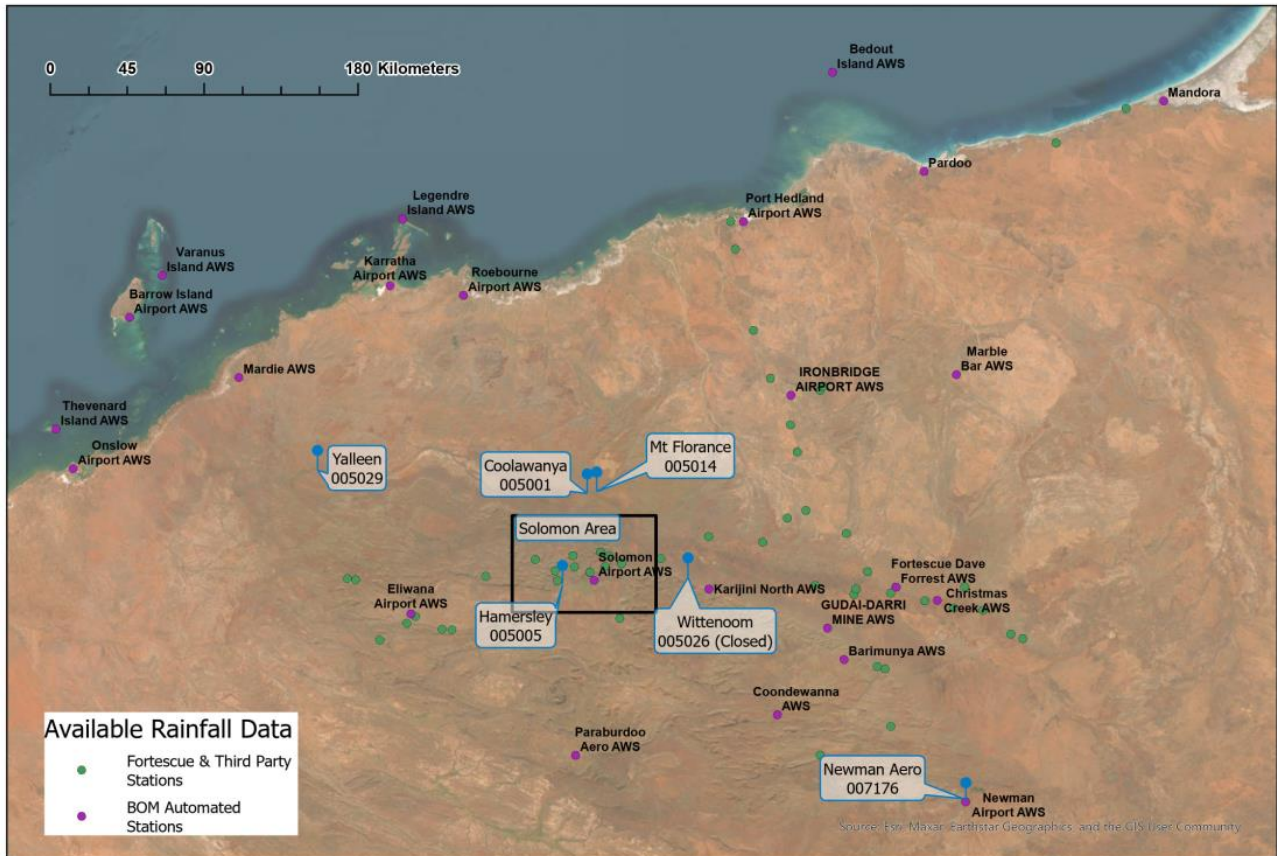 0 45 90 180 Kilometers
Bedout
Island AWS
Mandora
Pardoo
Legendre
Island AWS
Port Hedland
Airport AWS
Varanus
Island AWS
Karratha
Airport AWS
Roebourne
Airport AWS
Barrow Island
Airport AWS
Mardie AWS
IRONBRIDGE
AIRPORT AWS
Marble
Bar AWS
Thevenard
Island AWS
Onslow
Airport AWS
Yalleen
005029
Coolawanya
005001
Mt Florance
005014
Solomon Area
Solomon
Airport AWS
Eliwana
Airport AWS
Hamersley
005005
Wittenoom
005026 (Closed)
Karijini North AWS
Fortescue Dave
Forrest AWS
Christmas
Creek AWS
GUDAI-DARRI
MINE AWS
Barimunya AWS
Coondewanna
AWS
Paraburdoo
Aero AWS
Newman Aero
007176
Newman
Airport AWS
Available Rainfall Data
Fortescue & Third Party
Stations
BOM Automated
Stations
Source: Esri, Maxar, Earthstar Geographics, and the GIS User Community